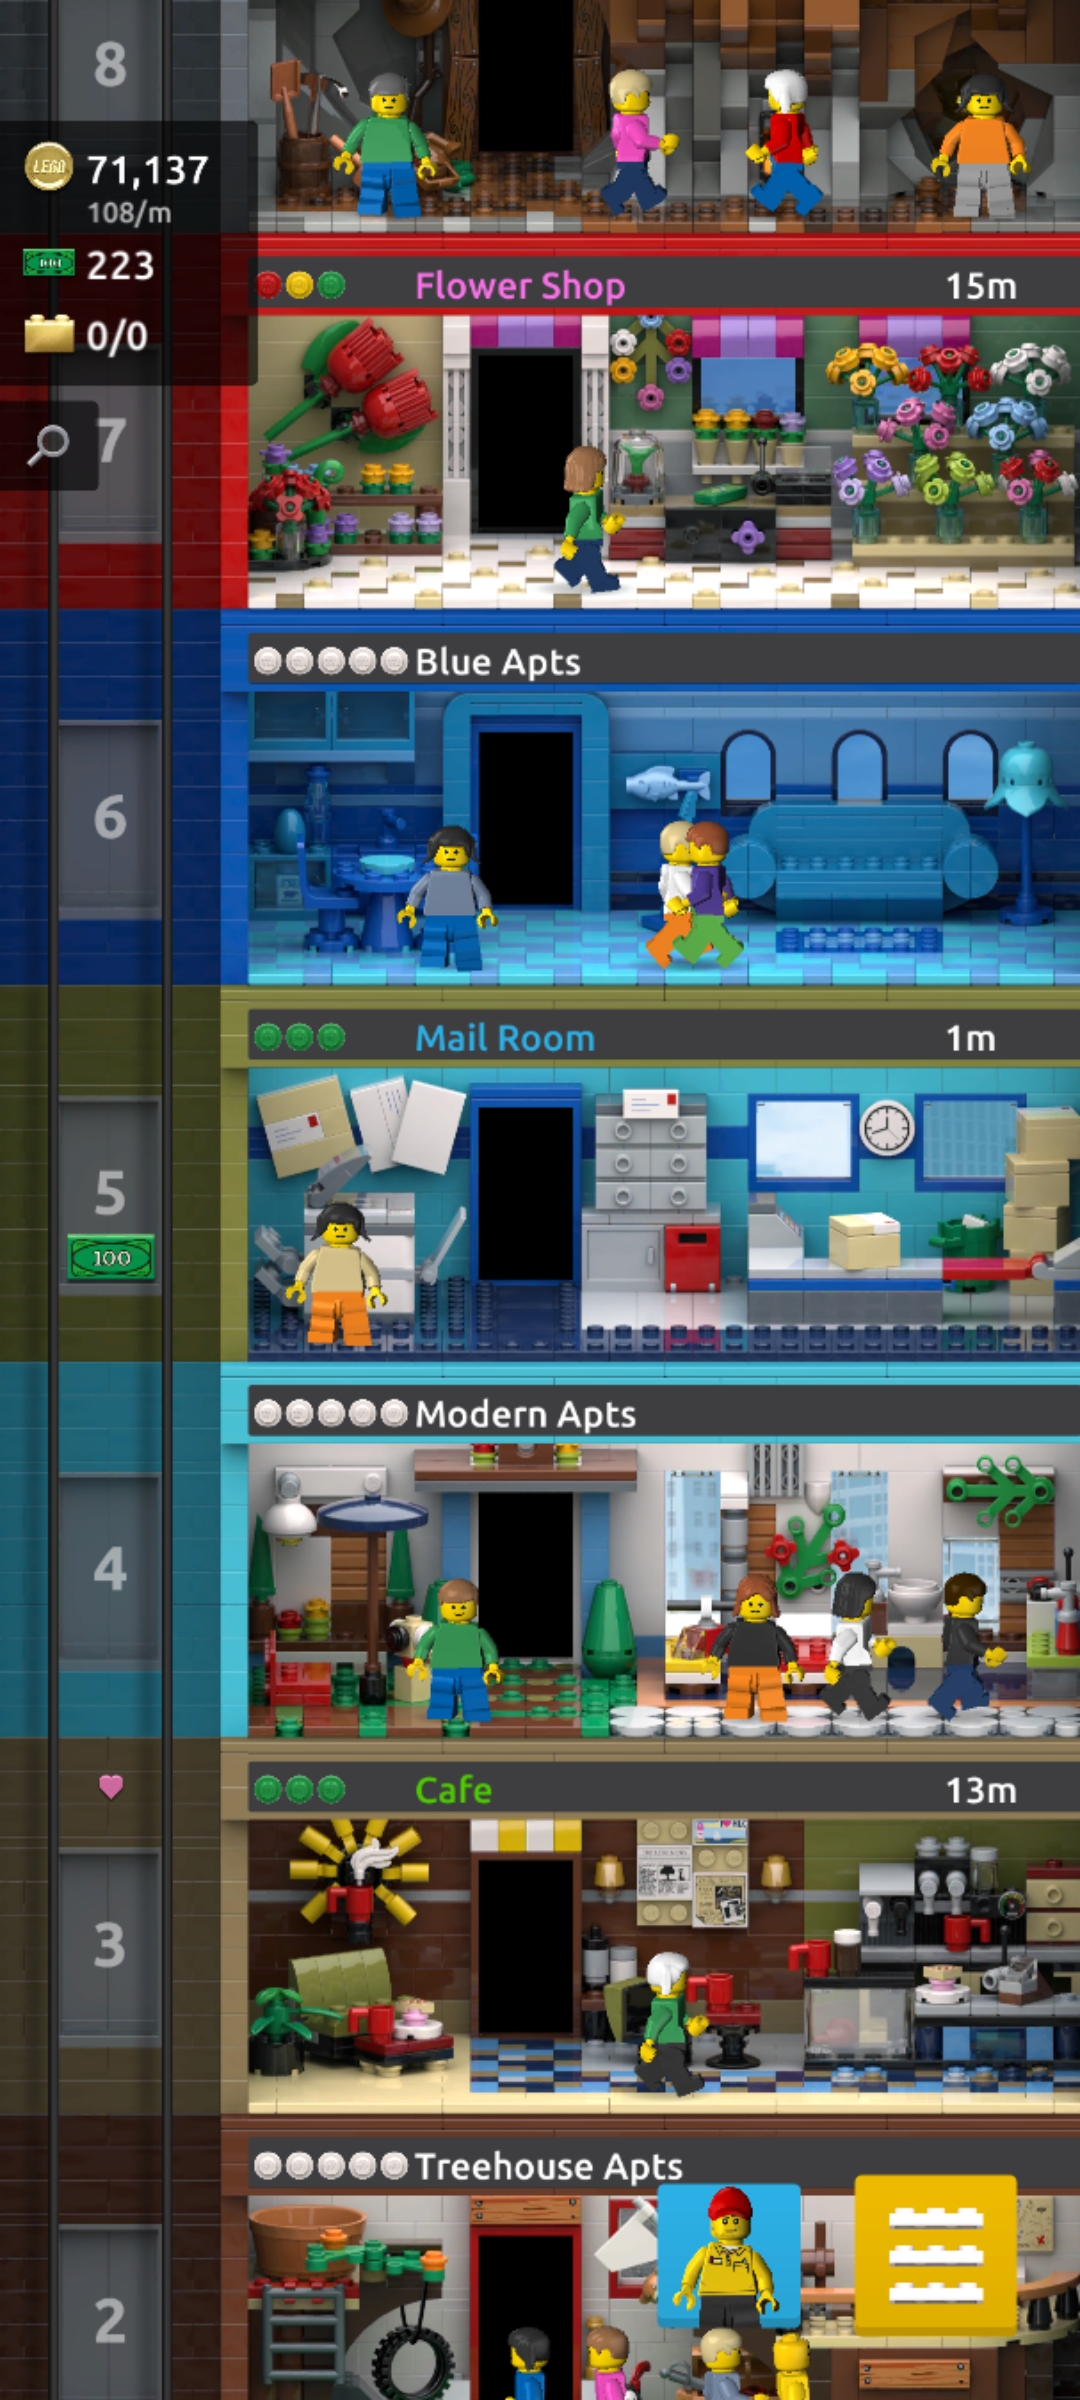 8
LEGO
71,137
108/m
223
0/0
Flower Shop 15m
7
Blue Apts
6
Mail Room 1m
5
100
Modern Apts
4
Cafe 13m
3
Treehouse Apts
2